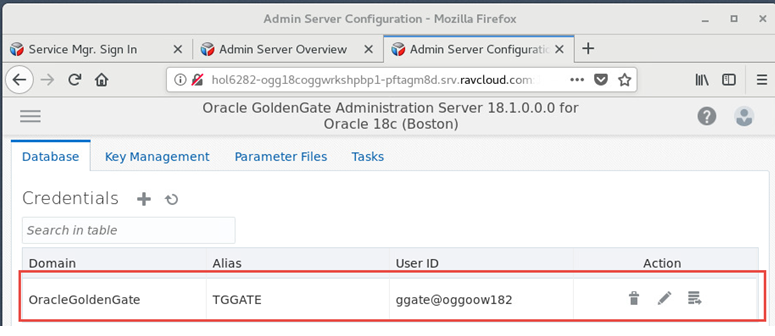 Admin Server Configuration - Mozilla Firefox
Service Mgr. Sign In
Admin Server Overview
Admin Server Configuratio
hol6282-ogg18coggwrkshpbp1-pftagm8d.srv.ravcloud.com
Oracle GoldenGate Administration Server 18.1.0.0.0 for
Oracle 18c (Boston)
Database Key Management Parameter Files Tasks
Credentials
Search in table
Domain Alias User ID Action
OracleGoldenGate TGGATE ggate@oggoow182